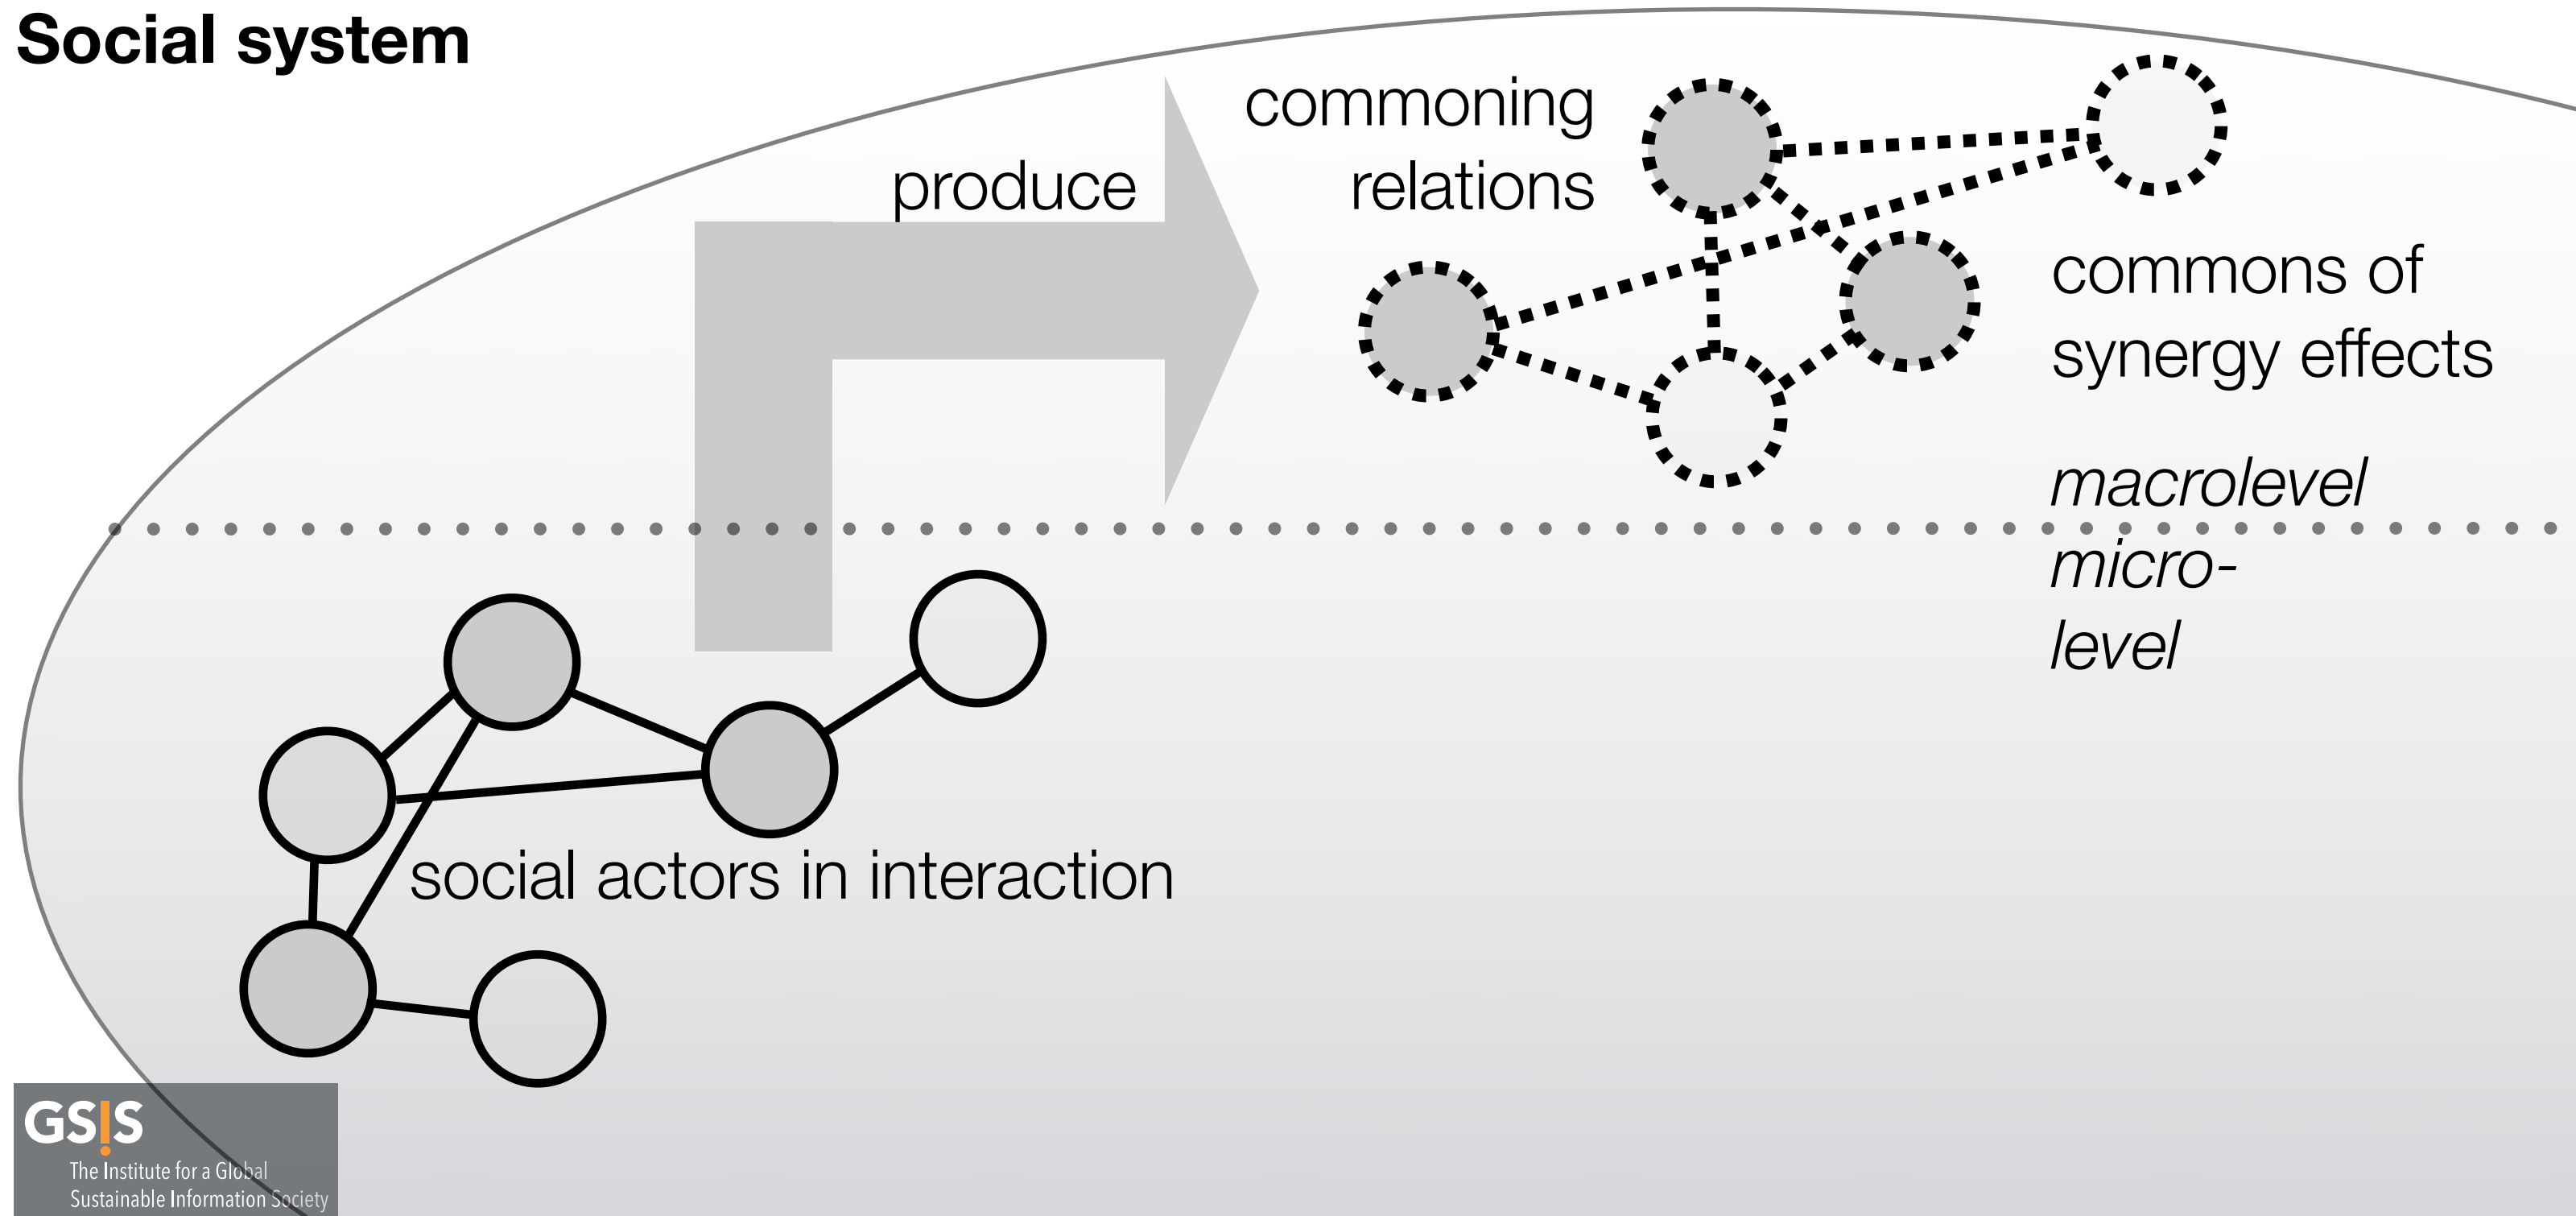 Social system
produce
commoning
relations
commons of
synergy effects
macrolevel
micro-
level
social actors in interaction
GS!S
The Institute for a Global
Sustainable Information Society